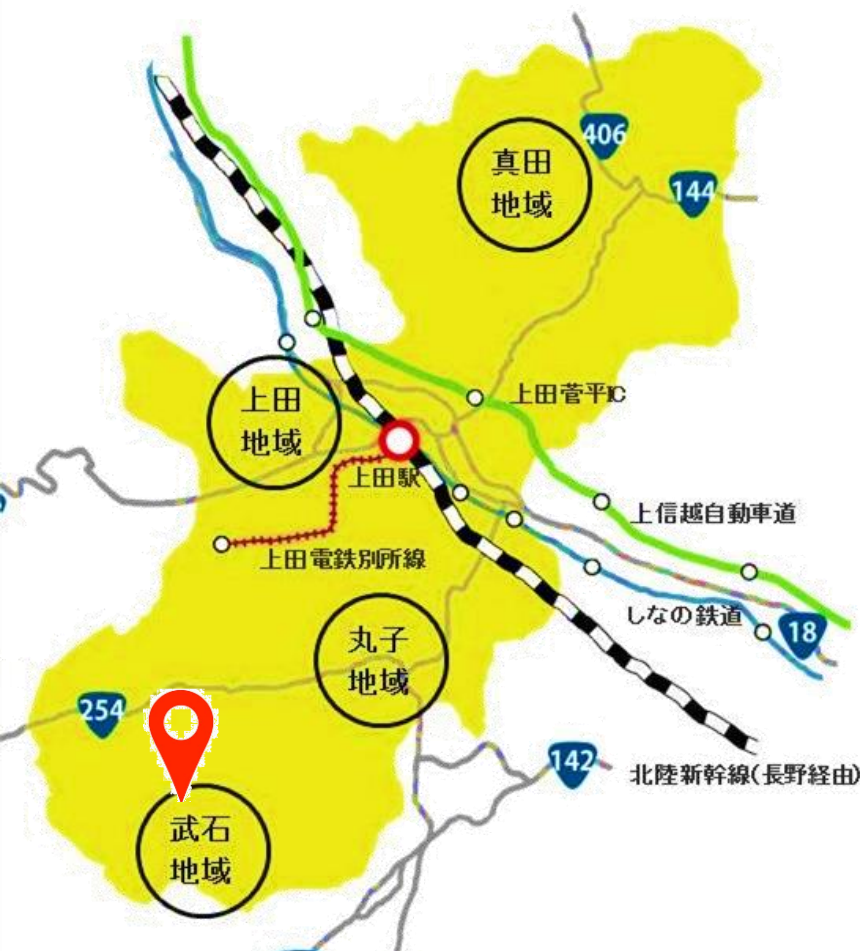 406
真田
地域
144
上田菅平IC
上田
地域
上田駅
上信越自動車道
上田電鉄別所線
しなの鉄道
18
丸子
地域
254
142
北陸新幹線(長野経由)
武石
地域